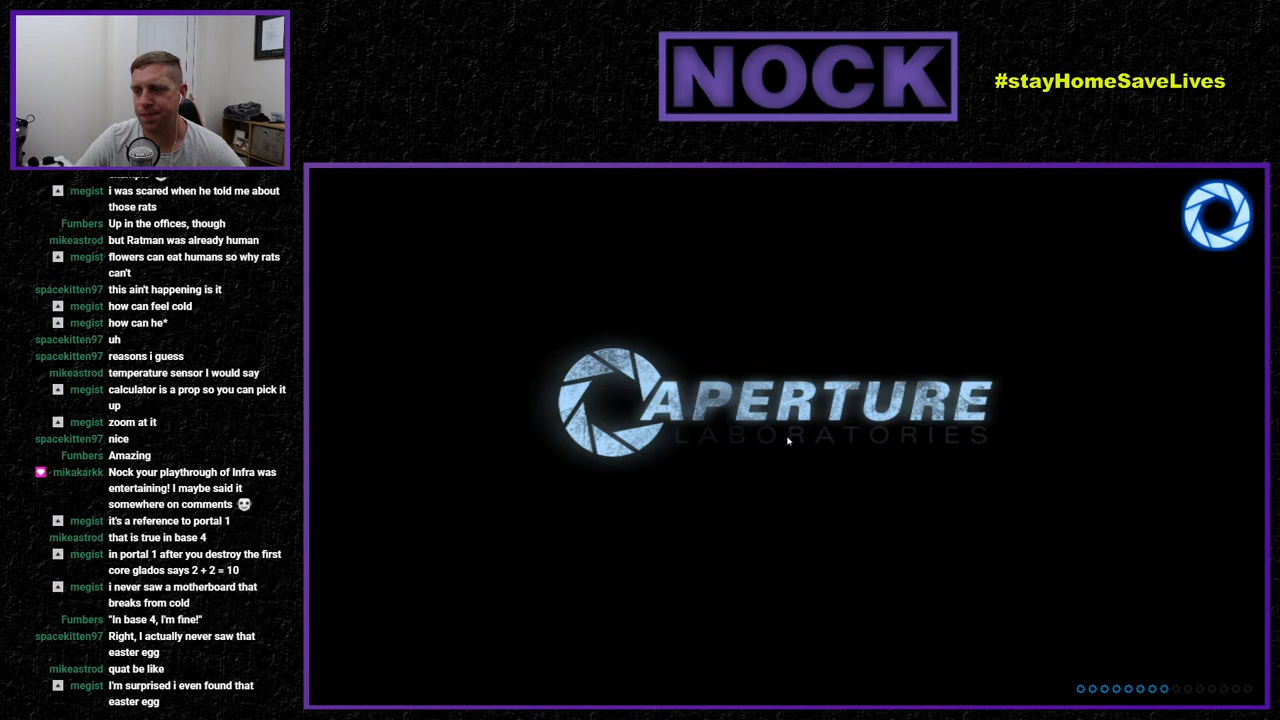 NOCK
#stayHomeSaveLives
megist i was scared when he told me about
those rats
Fumbers Up in the offices, though
mikeastrod but Ratman was already human
megist flowers can eat humans so why rats
can't
spacekitten97 this ain't happening is it
megist how can feel cold
megist how can he*
spacekitten97 uh
spacekitten97 reasons i guess
mikeastrod temperature sensor I would say
megist calculator is a prop so you can pick it
up
megist zoom at it
spacekitten97 nice
Fumbers Amazing
mikakarkk Nock your playthrough of Infra was
entertaining! I maybe said it
somewhere on comments
megist it's a reference to portal 1
mikeastrod that is true in base 4
megist in portal 1 after you destroy the first
core glados says 2 + 2 = 10
megist i never saw a motherboard that
breaks from cold
Fumbers "In base 4, I'm fine!"
spacekitten97 Right, I actually never saw that
easter egg
mikeastrod quat be like
megist I'm surprised i even found that
easter egg
APERTURE
LABORATORIES